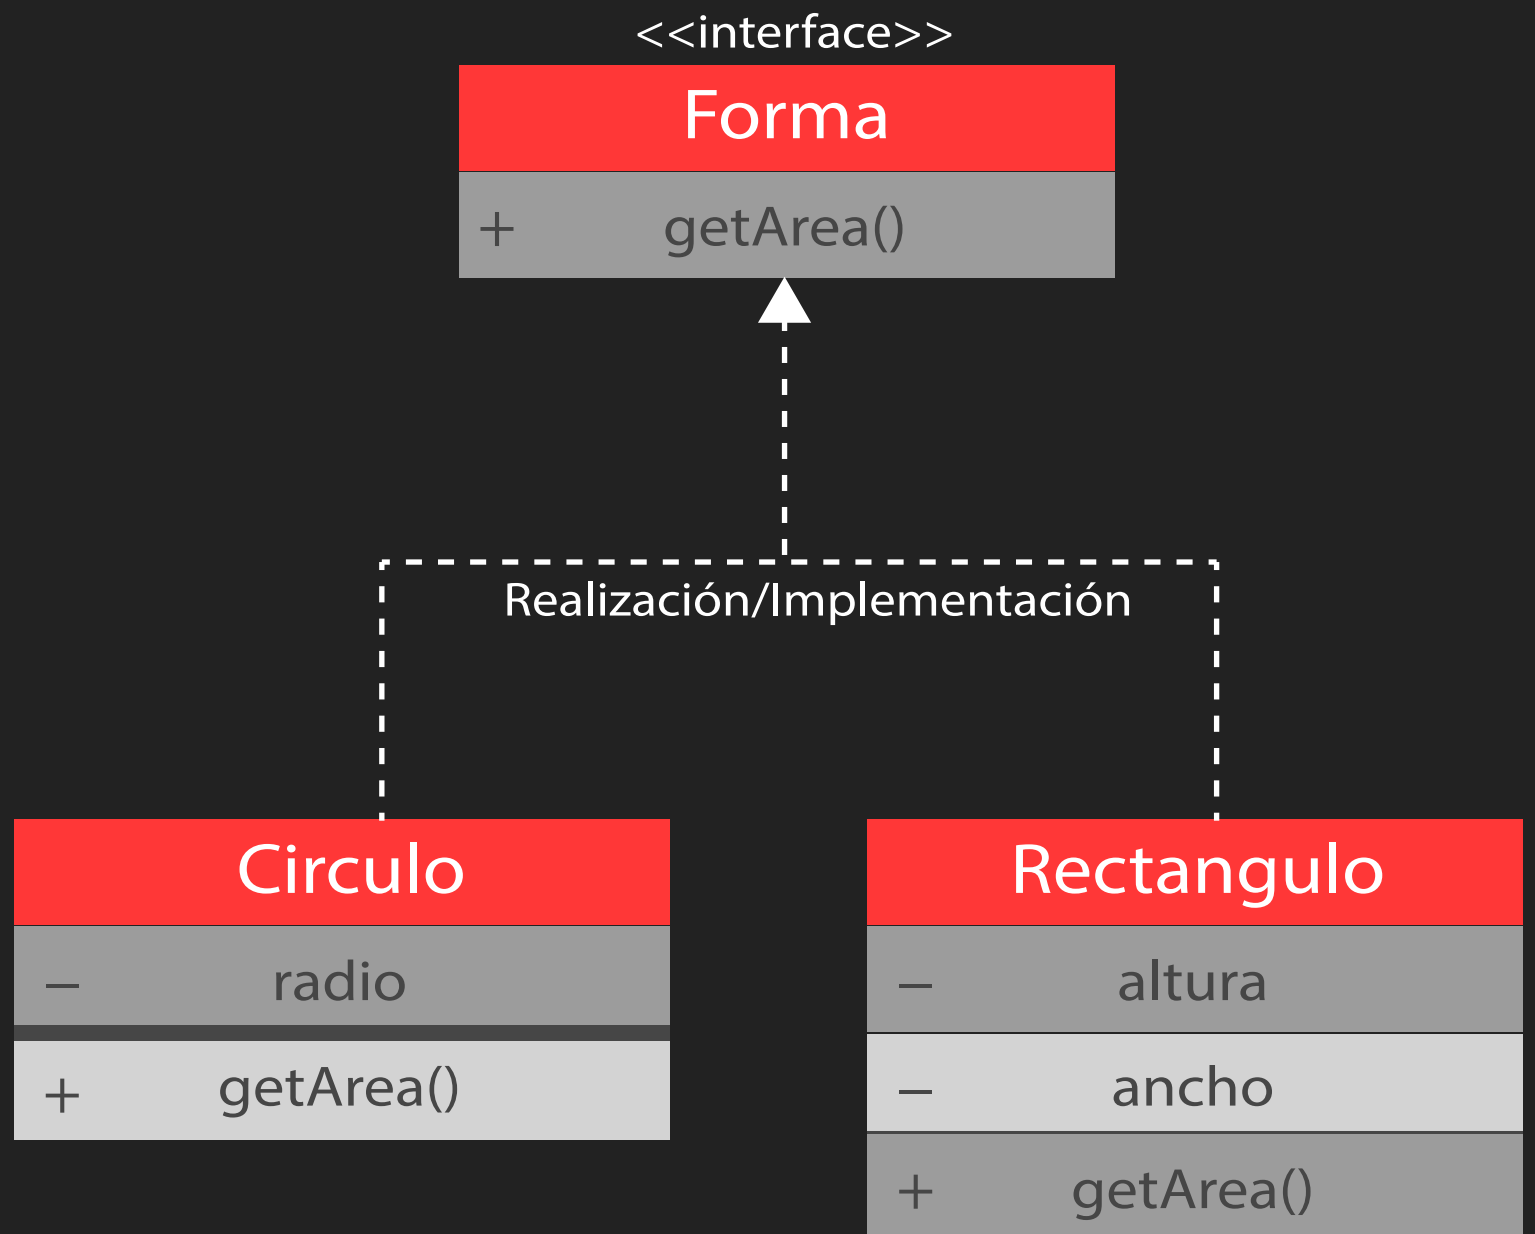 <<interface>>
Forma
+ getArea()
Realización/Implementación
Circulo
− radio
+ getArea()
Rectangulo
− altura
− ancho
+ getArea()